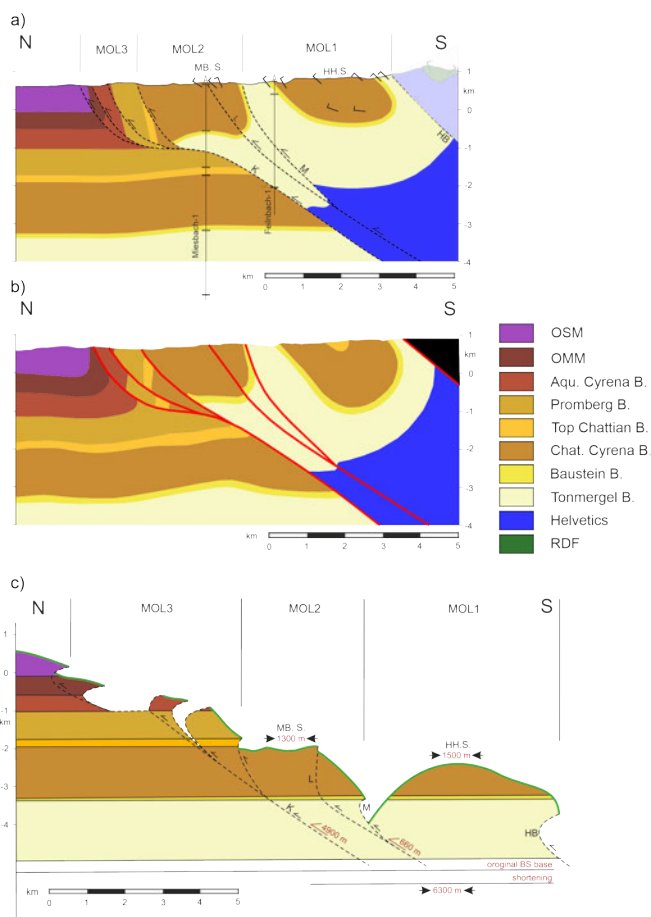 a)
N
MOL3
MOL2
MOL1
S
MB. S.
HH.S.
1
km
0
-1
-2
-3
-4
L
M
K
HB
Miesbach-1
Feilnbach-1
km
0 1 2 3 4 5
b)
N
S
1
km
0
-1
-2
-3
-4
km
0 1 2 3 4 5
OSM
OMM
Aqu. Cyrena B.
Promberg B.
Top Chattian B.
Chat. Cyrena B.
Baustein B.
Tonmergel B.
Helvetics
RDF
c)
N
MOL3
MOL2
MOL1
S
1
0
-1
km
-2
-3
-4
MB. S.
1300 m
HH.S.
1500 m
L
M
K
HB
4900 m
660 m
oroginal BS base
shortening
6300 m
km
0 1 2 3 4 5